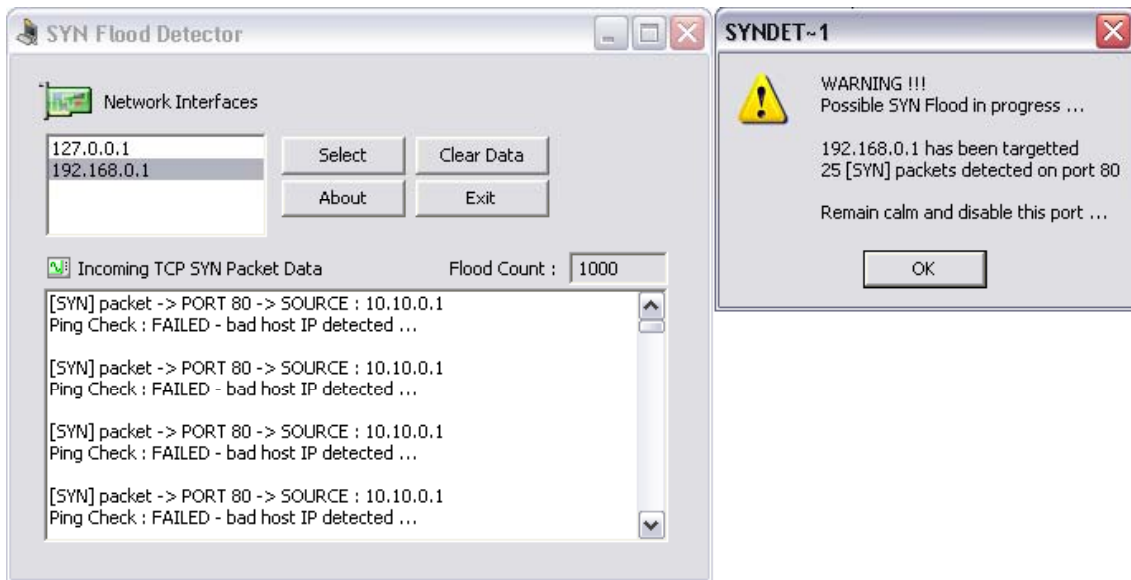 SYN Flood Detector
Network Interfaces
127.0.0.1
192.168.0.1
Select
Clear Data
About
Exit
Incoming TCP SYN Packet Data
Flood Count :
1000
[SYN] packet -> PORT 80 -> SOURCE : 10.10.0.1
Ping Check : FAILED - bad host IP detected ...
[SYN] packet -> PORT 80 -> SOURCE : 10.10.0.1
Ping Check : FAILED - bad host IP detected ...
[SYN] packet -> PORT 80 -> SOURCE : 10.10.0.1
Ping Check : FAILED - bad host IP detected ...
[SYN] packet -> PORT 80 -> SOURCE : 10.10.0.1
Ping Check : FAILED - bad host IP detected ...
SYNDET~1
WARNING !!!
Possible SYN Flood in progress ...
192.168.0.1 has been targetted
25 [SYN] packets detected on port 80
Remain calm and disable this port ...
OK